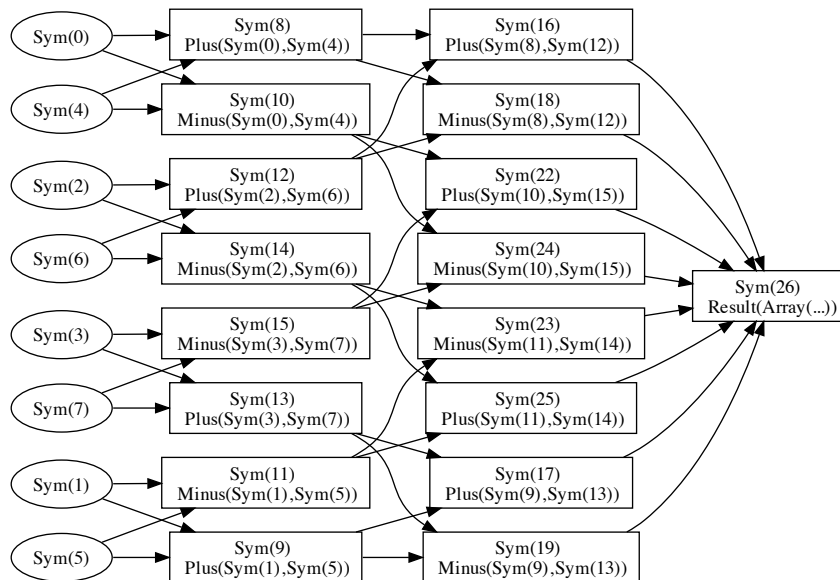 Sym(0)
Sym(4)
Sym(2)
Sym(6)
Sym(3)
Sym(7)
Sym(1)
Sym(5)
Sym(8)
Plus(Sym(0),Sym(4))
Sym(10)
Minus(Sym(0),Sym(4))
Sym(12)
Plus(Sym(2),Sym(6))
Sym(14)
Minus(Sym(2),Sym(6))
Sym(15)
Minus(Sym(3),Sym(7))
Sym(13)
Plus(Sym(3),Sym(7))
Sym(11)
Minus(Sym(1),Sym(5))
Sym(9)
Plus(Sym(1),Sym(5))
Sym(16)
Plus(Sym(8),Sym(12))
Sym(18)
Minus(Sym(8),Sym(12))
Sym(22)
Plus(Sym(10),Sym(15))
Sym(24)
Minus(Sym(10),Sym(15))
Sym(23)
Minus(Sym(11),Sym(14))
Sym(25)
Plus(Sym(11),Sym(14))
Sym(17)
Plus(Sym(9),Sym(13))
Sym(19)
Minus(Sym(9),Sym(13))
Sym(26)
Result(Array(...))